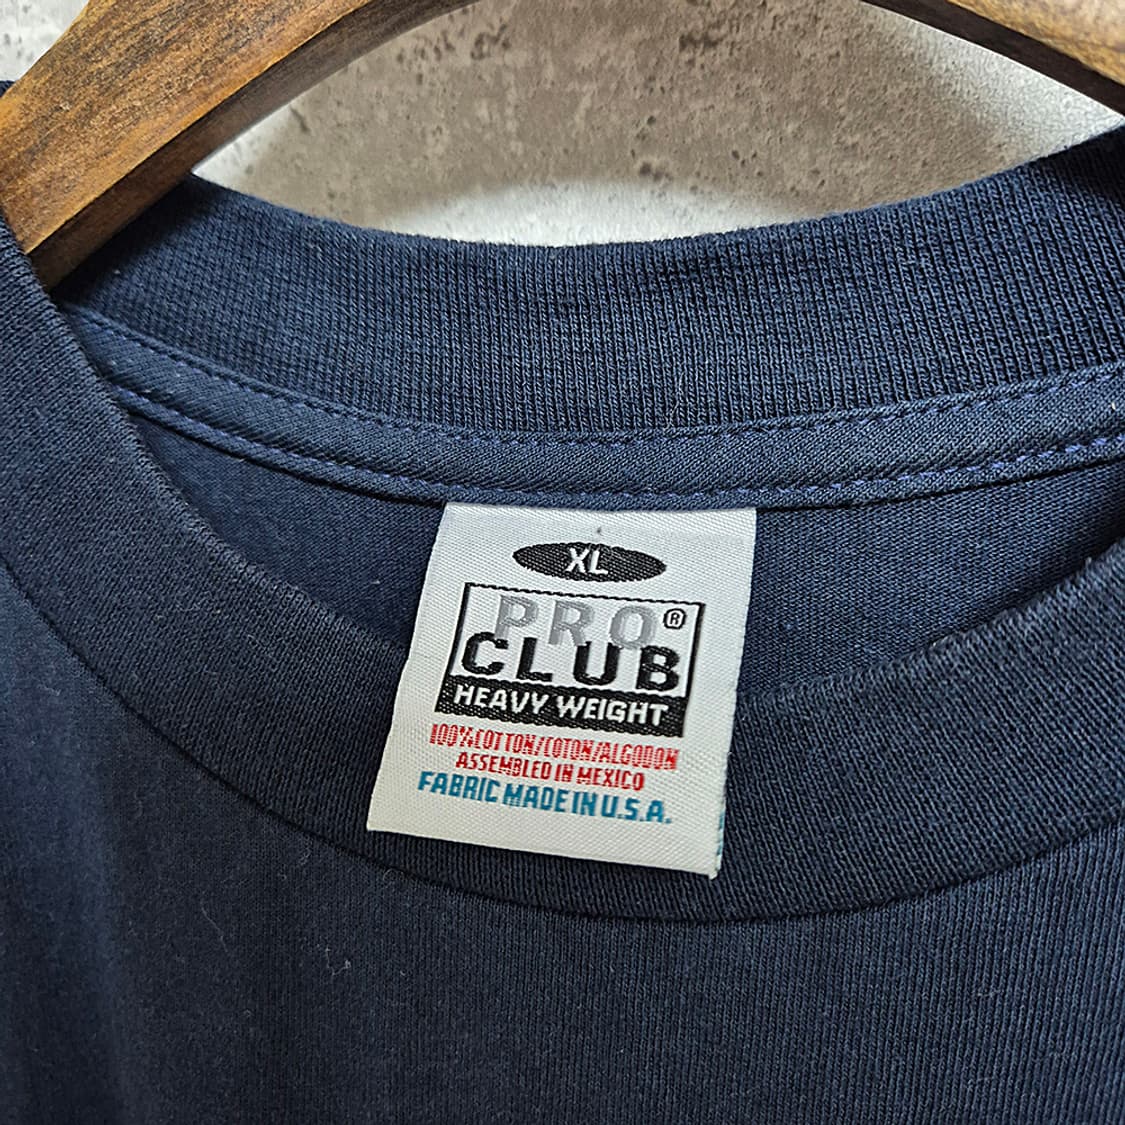 XL
PRO®
CLUB
HEAVY WEIGHT
100%COTTON/COTON/ALGODON
ASSEMBLED IN MEXICO
FABRIC MADE IN U.S.A.